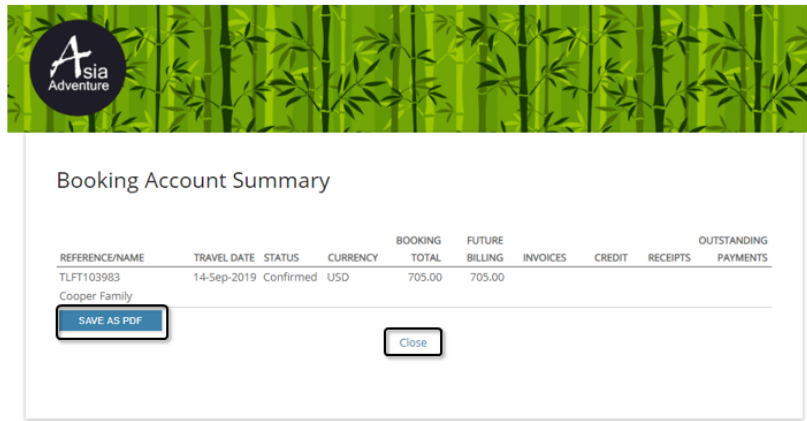 Asia
Adventure
Booking Account Summary
BOOKING FUTURE OUTSTANDING
REFERENCE/NAME TRAVEL DATE STATUS CURRENCY TOTAL BILLING INVOICES CREDIT RECEIPTS PAYMENTS
TLFT103983 14-Sep-2019 Confirmed USD 705.00 705.00
Cooper Family
SAVE AS PDF
Close